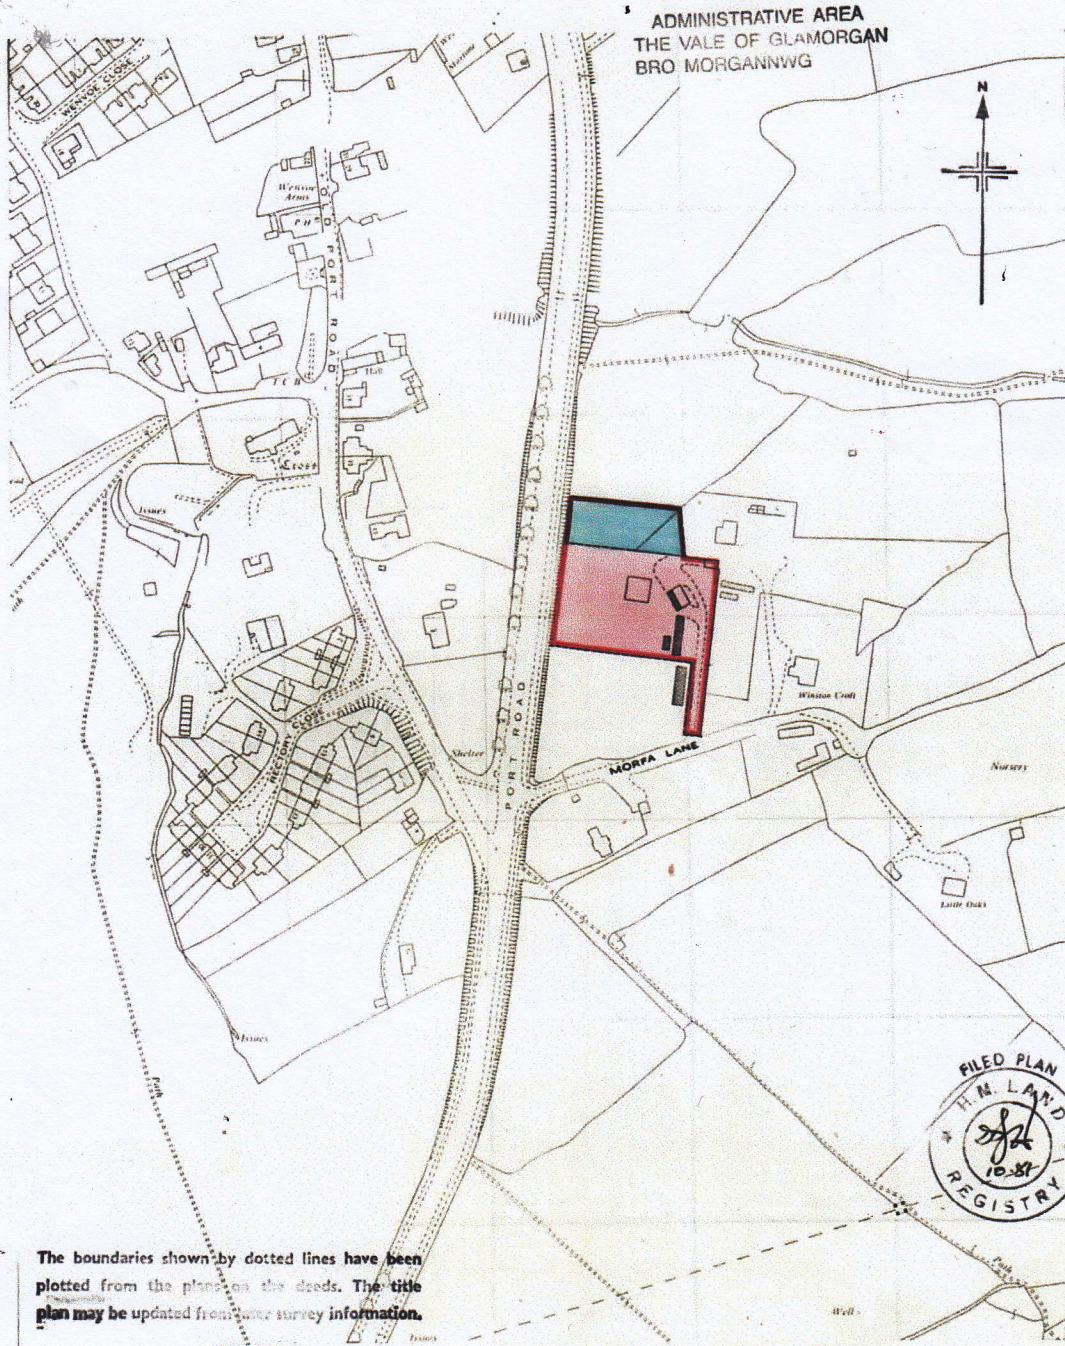 ADMINISTRATIVE AREA
THE VALE OF GLAMORGAN
BRO MORGANNWG
N
WENVOE CLOSE
Wenvoe
Arms
P H
OLD PORT ROAD
Hall
T C B
Cross
Issues
RECTORY CLOSE
Shelter
PORT ROAD
MORFA LANE
Winston Croft
Nursery
Little Oaks
Issues
Path
FILED PLAN
H.M. LAND
REGISTRY
10.81
Path
Well
Issues
The boundaries shown by dotted lines have been
plotted from the plans on the deeds. The title
plan may be updated from later survey information.